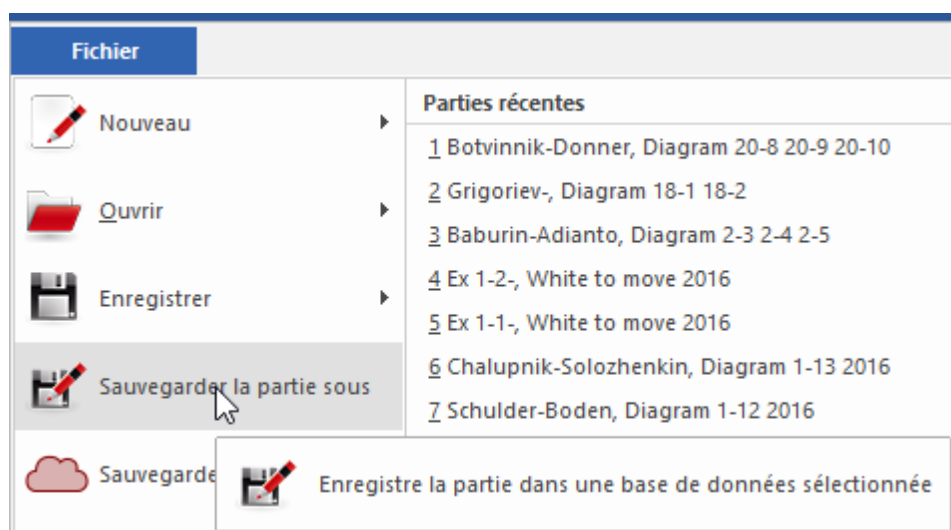 Fichier
Nouveau
Ouvrir
Enregistrer
Sauvegarder la partie sous
Sauvegarde
Parties récentes
1 Botvinnik-Donner, Diagram 20-8 20-9 20-10
2 Grigoriev-, Diagram 18-1 18-2
3 Baburin-Adianto, Diagram 2-3 2-4 2-5
4 Ex 1-2-, White to move 2016
5 Ex 1-1-, White to move 2016
6 Chalupnik-Solozhenkin, Diagram 1-13 2016
7 Schulder-Boden, Diagram 1-12 2016
Enregistre la partie dans une base de données sélectionnée